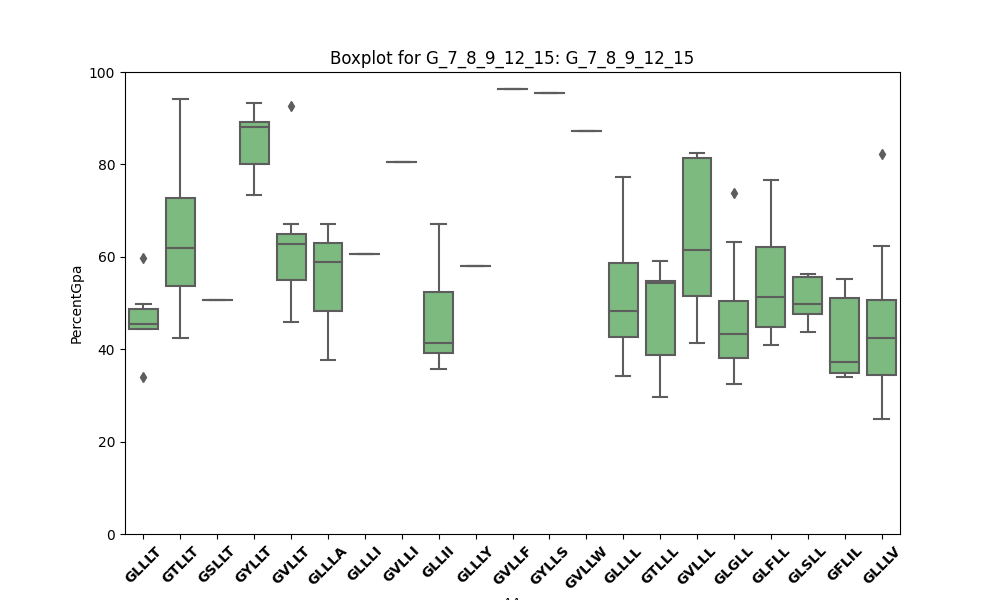 Boxplot for G_7_8_9_12_15: G_7_8_9_12_15
PercentGpa
100
80
60
40
20
0
GLLLT
GTLLT
GSLLT
GYLLT
GVLLT
GLLLA
GLLLI
GVLLI
GLLII
GLLLY
GVLLF
GYLLS
GVLLW
GLLLL
GTLLL
GVLLL
GLGLL
GLFLL
GLSLL
GFLIL
GLLLV